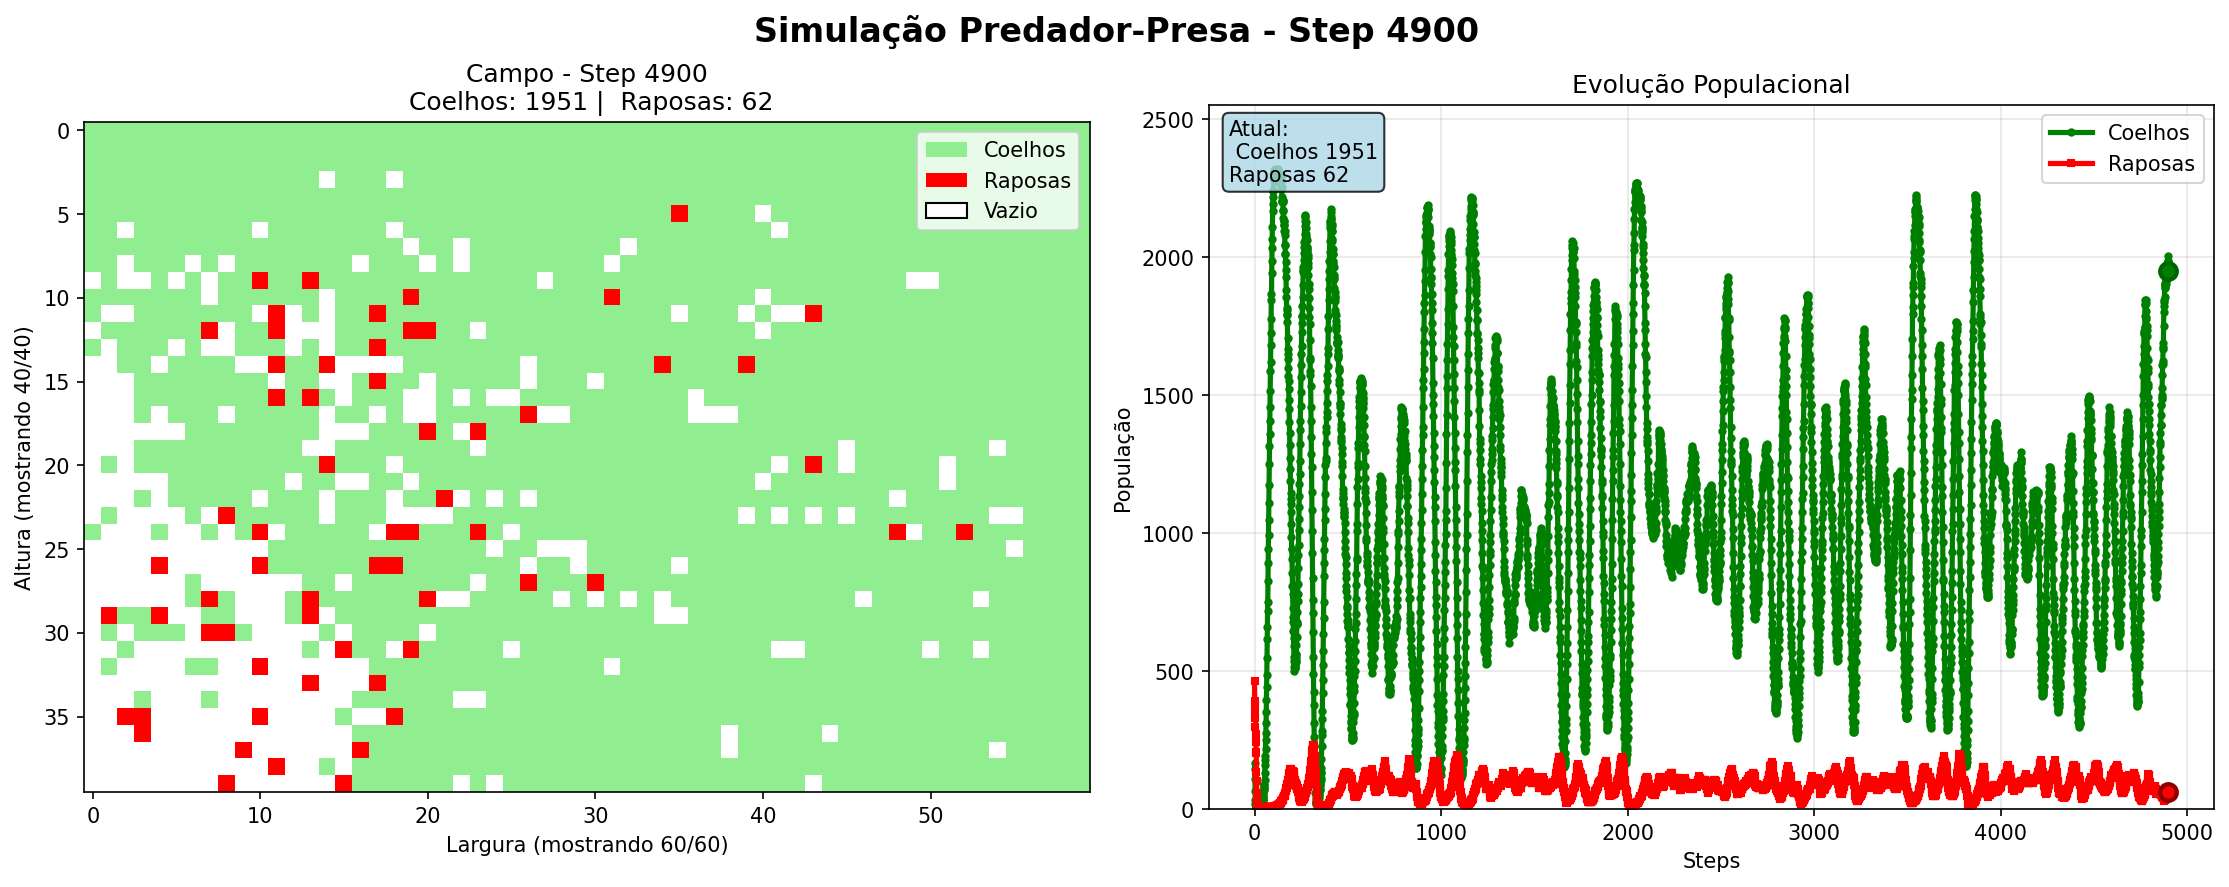 Simulação Predador-Presa - Step 4900
Campo - Step 4900
Coelhos: 1951 |  Raposas: 62
Coelhos
Raposas
Vazio
0
5
10
15
20
25
30
35
Altura (mostrando 40/40)
0
10
20
30
40
50
Largura (mostrando 60/60)
Evolução Populacional
Atual:
Coelhos 1951
Raposas 62
Coelhos
Raposas
2500
2000
1500
1000
500
0
População
0
1000
2000
3000
4000
5000
Steps